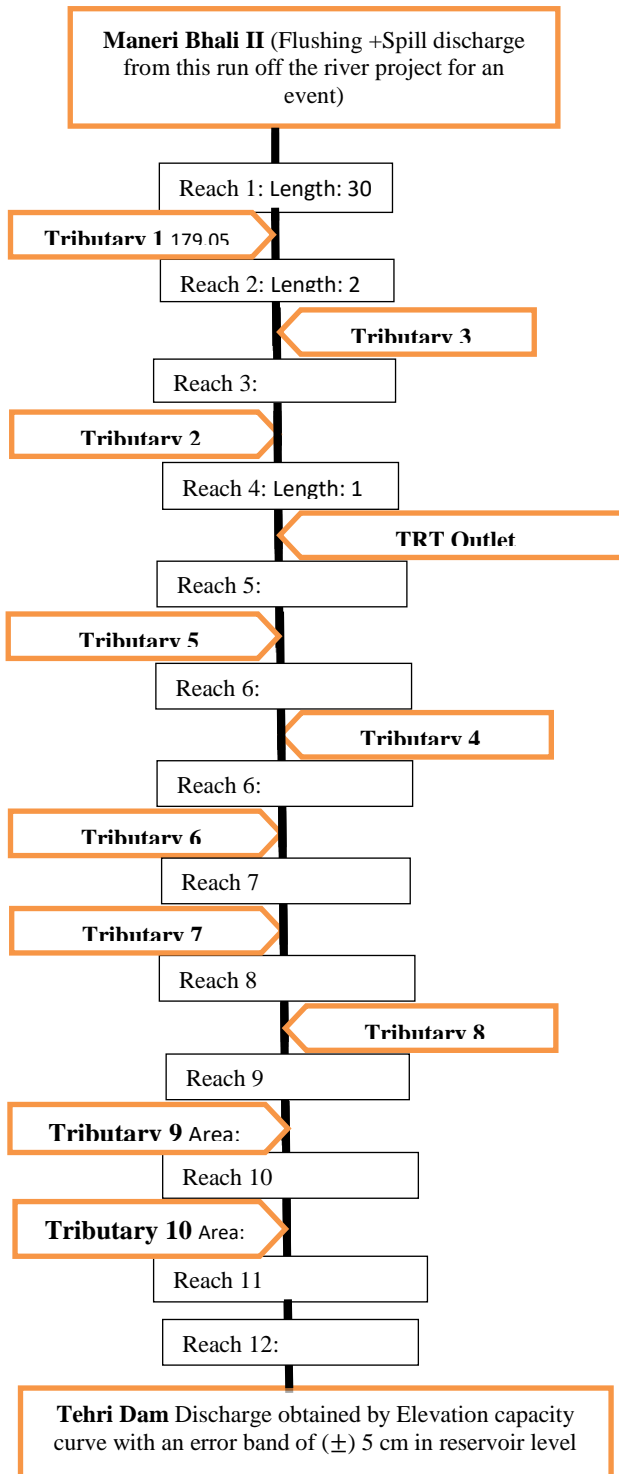 Maneri Bhali II (Flushing +Spill discharge
from this run off the river project for an
event)
Reach 1: Length: 30
Tributary 1 179.05
Reach 2: Length: 2
Tributary 3
Reach 3:
Tributary 2
Reach 4: Length: 1
TRT Outlet
Reach 5:
Tributary 5
Reach 6:
Tributary 4
Reach 6:
Tributary 6
Reach 7
Tributary 7
Reach 8
Tributary 8
Reach 9
Tributary 9 Area:
Reach 10
Tributary 10 Area:
Reach 11
Reach 12:
Tehri Dam Discharge obtained by Elevation capacity
curve with an error band of (±) 5 cm in reservoir level